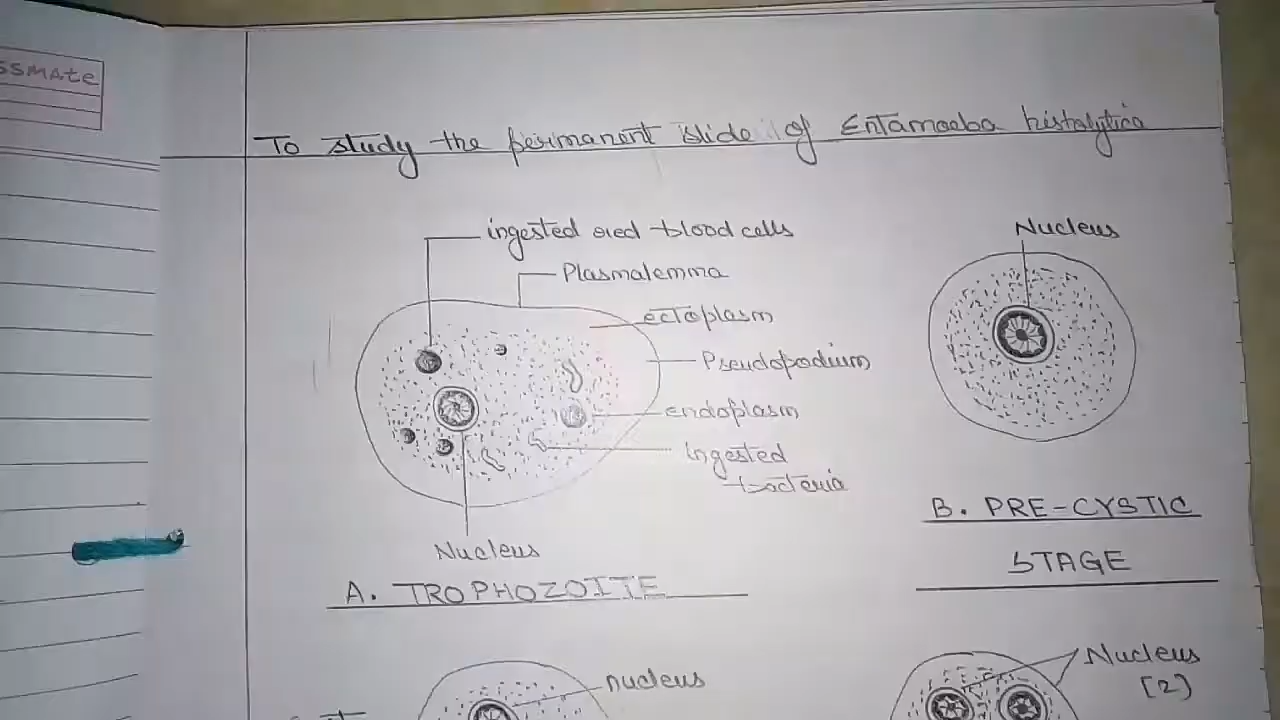 ssmate
To study the permanent slide of Entamoeba histolytica
ingested red blood cells
Plasmalemma
ectoplasm
Pseudopodium
endoplasm
ingested
bacteria
Nucleus
A. TROPHOZOITE
Nucleus
B. PRE-CYSTIC
STAGE
nucleus
Nucleus
[2]